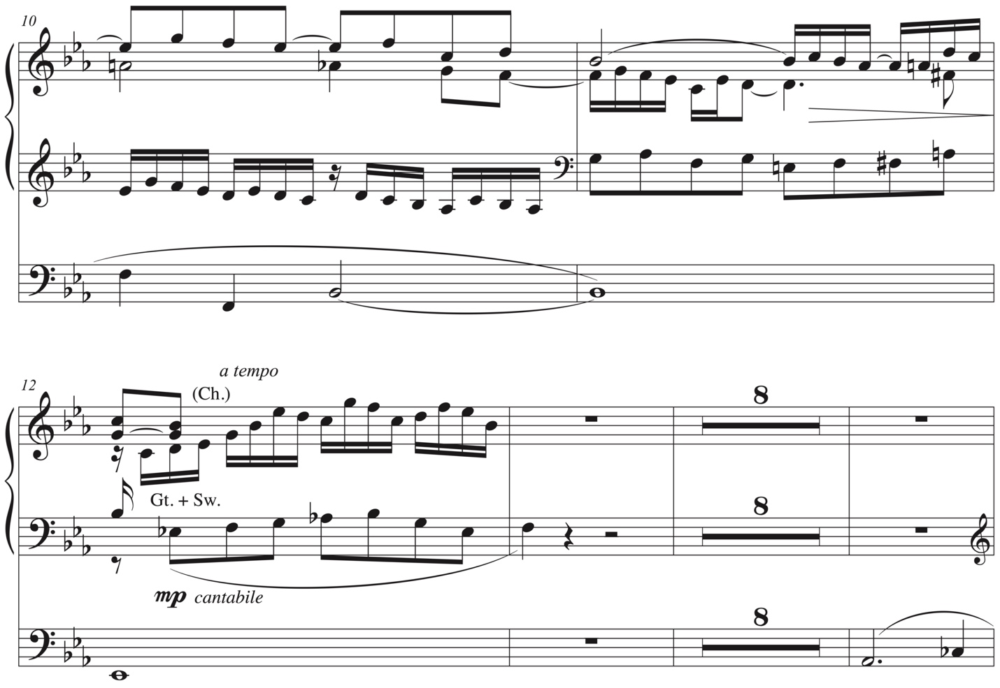 10
12
a tempo
(Ch.)
8
Gt. + Sw.
8
mp cantabile
8